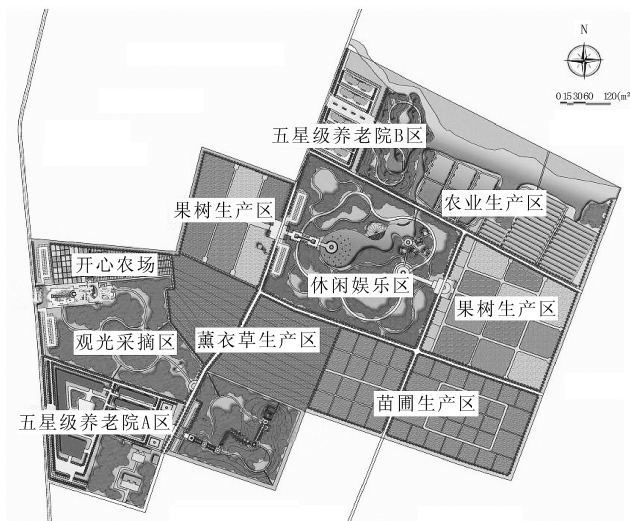 N
0 15 30 60 120(m²
五星级养老院B区
农业生产区
果树生产区
开心农场
休闲娱乐区
果树生产区
观光采摘区
薰衣草生产区
苗圃生产区
五星级养老院A区